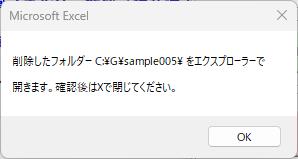 Microsoft Excel
削除したフォルダー C:¥G¥sample005¥ をエクスプローラーで
開きます。確認後はXで閉じてください。
OK